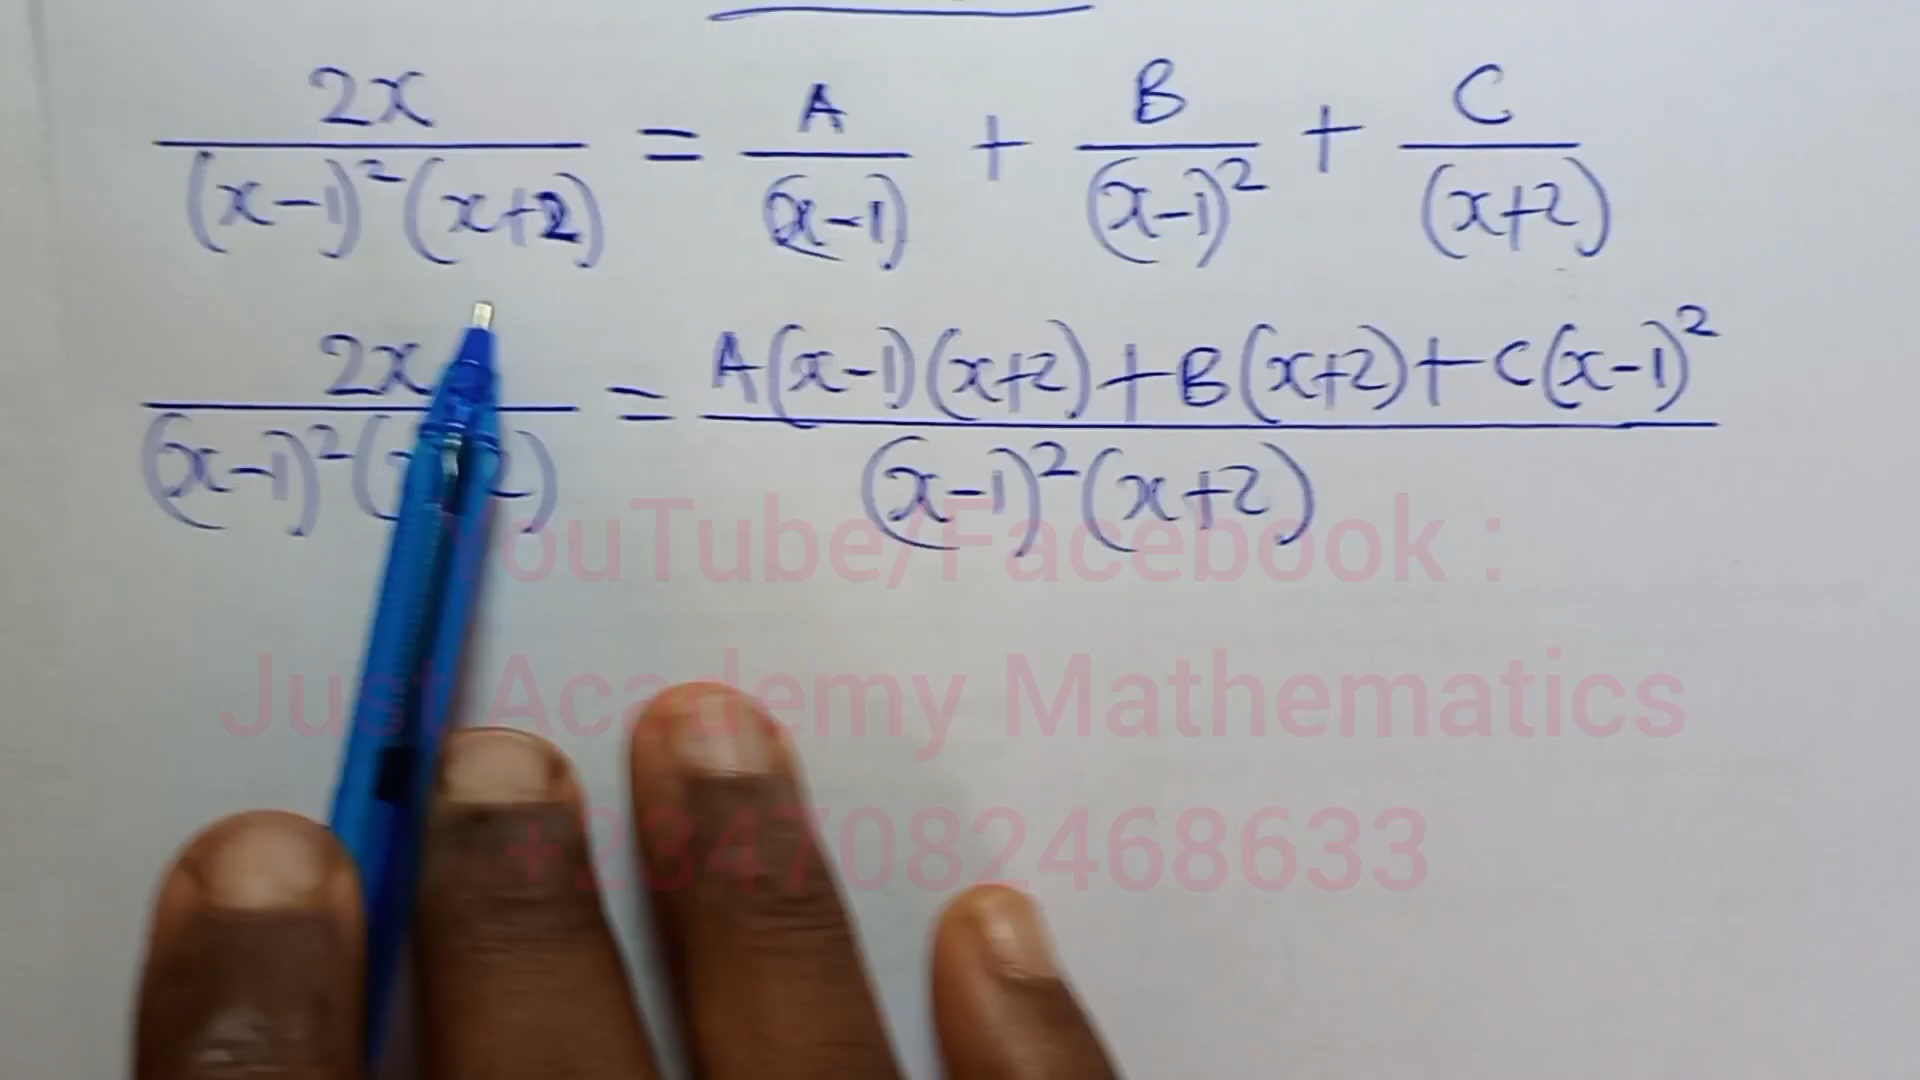 2x / (x-1)²(x+2) = A / (x-1) + B / (x-1)² + C / (x+2)
2x / (x-1)²(x+2) = A(x-1)(x+2) + B(x+2) + C(x-1)² / (x-1)²(x+2)
YouTube/Facebook :
Just Academy Mathematics
+2347082468633